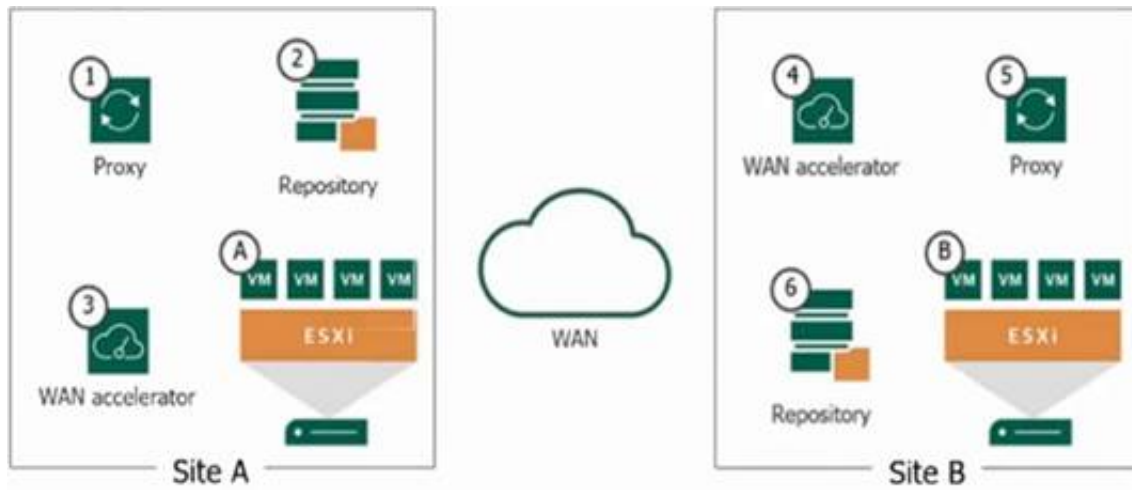 1
Proxy
2
Repository
3
WAN accelerator
A
VM VM VM VM
ESXi
Site A
WAN
4
WAN accelerator
5
Proxy
6
Repository
B
VM VM VM VM
ESXi
Site B